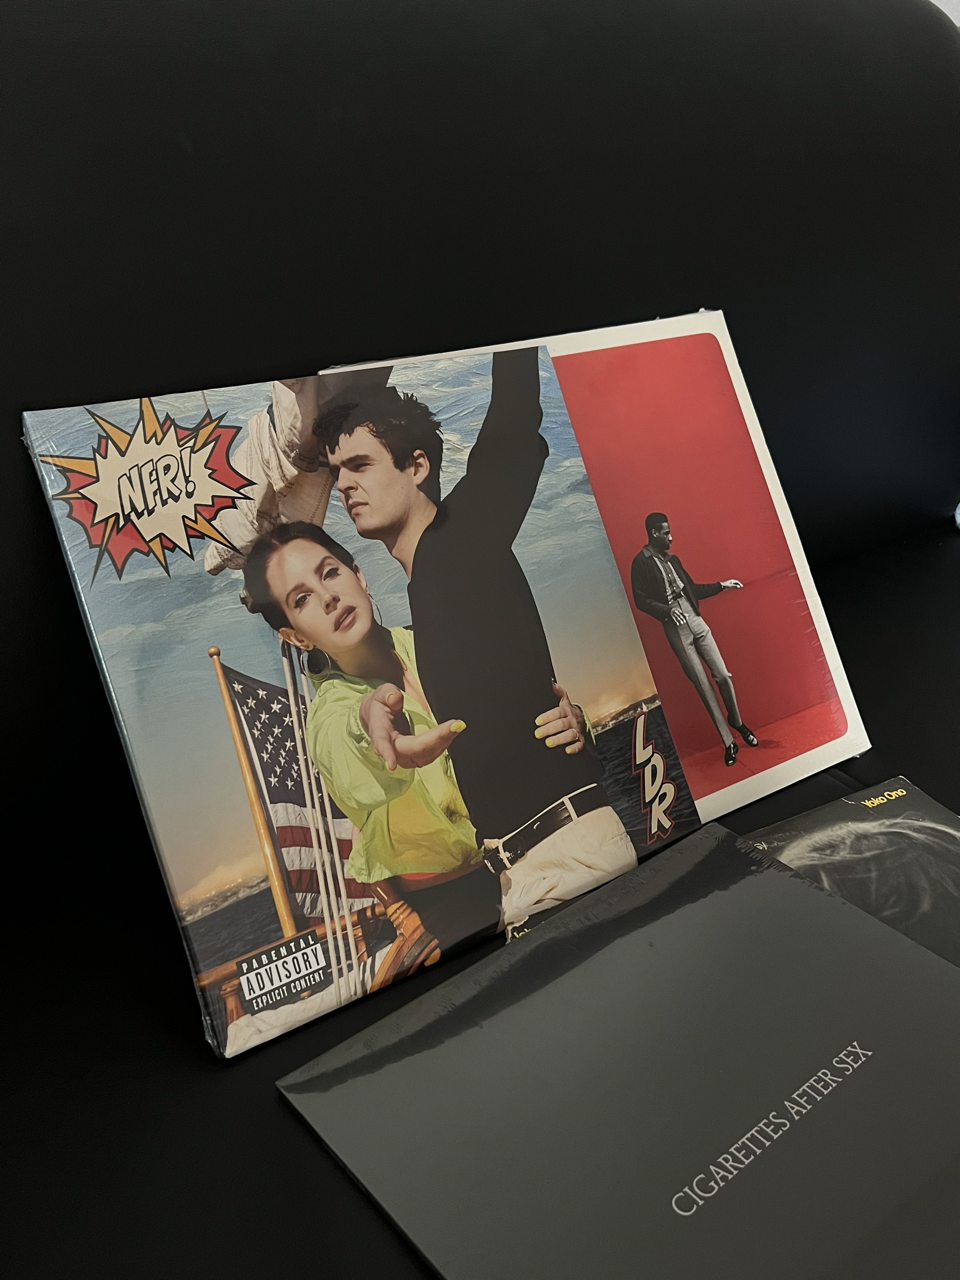 NFR!
LDR
PARENTAL
ADVISORY
EXPLICIT CONTENT
Yoko Ono
CIGARETTES AFTER SEX